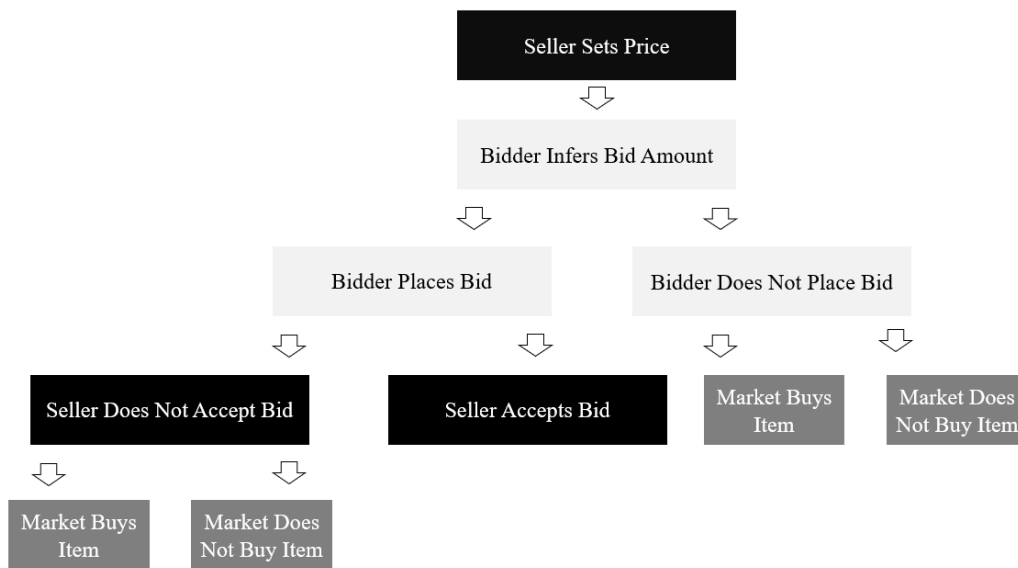 Seller Sets Price
Bidder Infers Bid Amount
Bidder Places Bid
Bidder Does Not Place Bid
Seller Does Not Accept Bid
Seller Accepts Bid
Market Buys
Item
Market Does
Not Buy Item
Market Buys
Item
Market Does
Not Buy Item